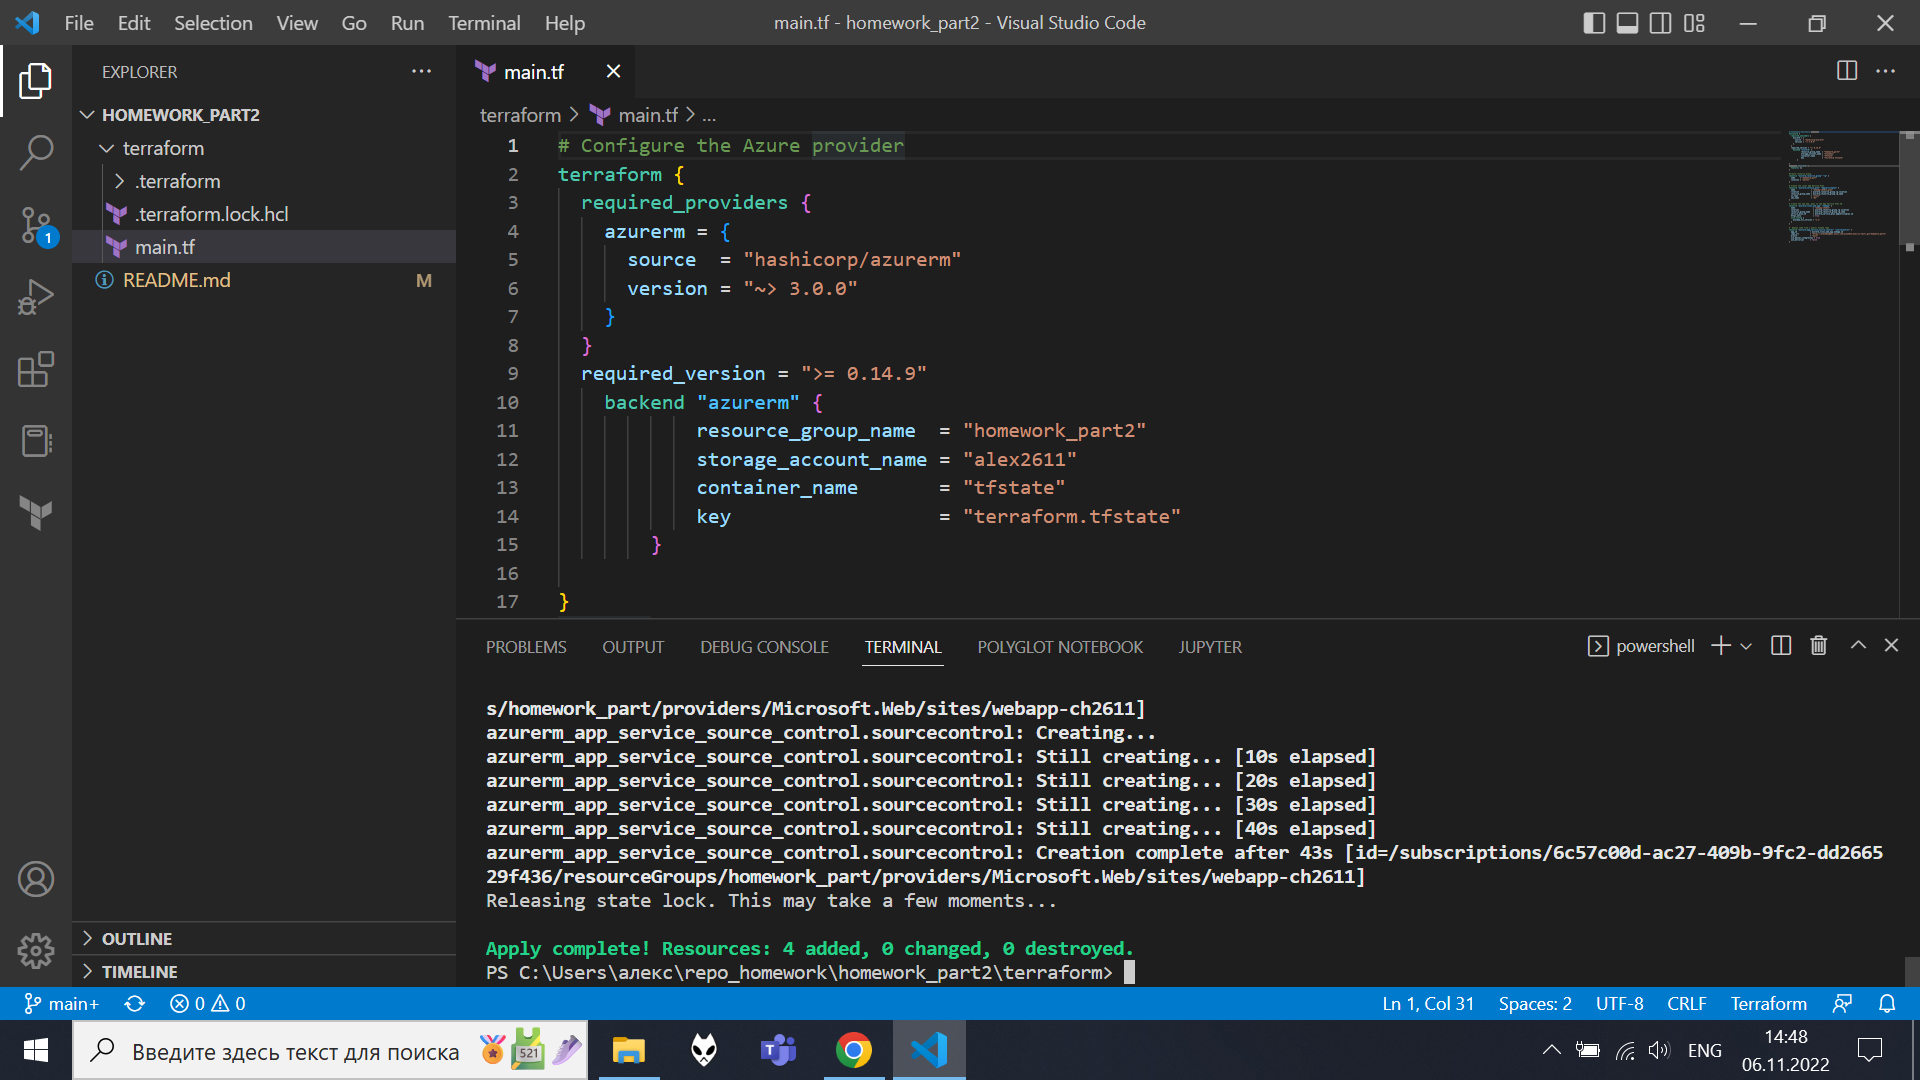 File Edit Selection View Go Run Terminal Help
main.tf - homework_part2 - Visual Studio Code
EXPLORER
HOMEWORK_PART2
terraform
.terraform
.terraform.lock.hcl
main.tf
README.md M
1
main.tf
terraform > main.tf > ...
1 # Configure the Azure provider
2 terraform {
3 required_providers {
4 azurerm = {
5 source = "hashicorp/azurerm"
6 version = "~> 3.0.0"
7 }
8 }
9 required_version = ">= 0.14.9"
10 backend "azurerm" {
11 resource_group_name = "homework_part2"
12 storage_account_name = "alex2611"
13 container_name = "tfstate"
14 key = "terraform.tfstate"
15 }
16
17 }
PROBLEMS OUTPUT DEBUG CONSOLE TERMINAL POLYGLOT NOTEBOOK JUPYTER
powershell
s/homework_part/providers/Microsoft.Web/sites/webapp-ch2611]
azurerm_app_service_source_control.sourcecontrol: Creating...
azurerm_app_service_source_control.sourcecontrol: Still creating... [10s elapsed]
azurerm_app_service_source_control.sourcecontrol: Still creating... [20s elapsed]
azurerm_app_service_source_control.sourcecontrol: Still creating... [30s elapsed]
azurerm_app_service_source_control.sourcecontrol: Still creating... [40s elapsed]
azurerm_app_service_source_control.sourcecontrol: Creation complete after 43s [id=/subscriptions/6c57c00d-ac27-409b-9fc2-dd2665
29f436/resourceGroups/homework_part/providers/Microsoft.Web/sites/webapp-ch2611]
Releasing state lock. This may take a few moments...
Apply complete! Resources: 4 added, 0 changed, 0 destroyed.
PS C:\Users\алекс\repo_homework\homework_part2\terraform>
OUTLINE
TIMELINE
main+ 0 0
Ln 1, Col 31 Spaces: 2 UTF-8 CRLF Terraform
Введите здесь текст для поиска
521
ENG
14:48
06.11.2022